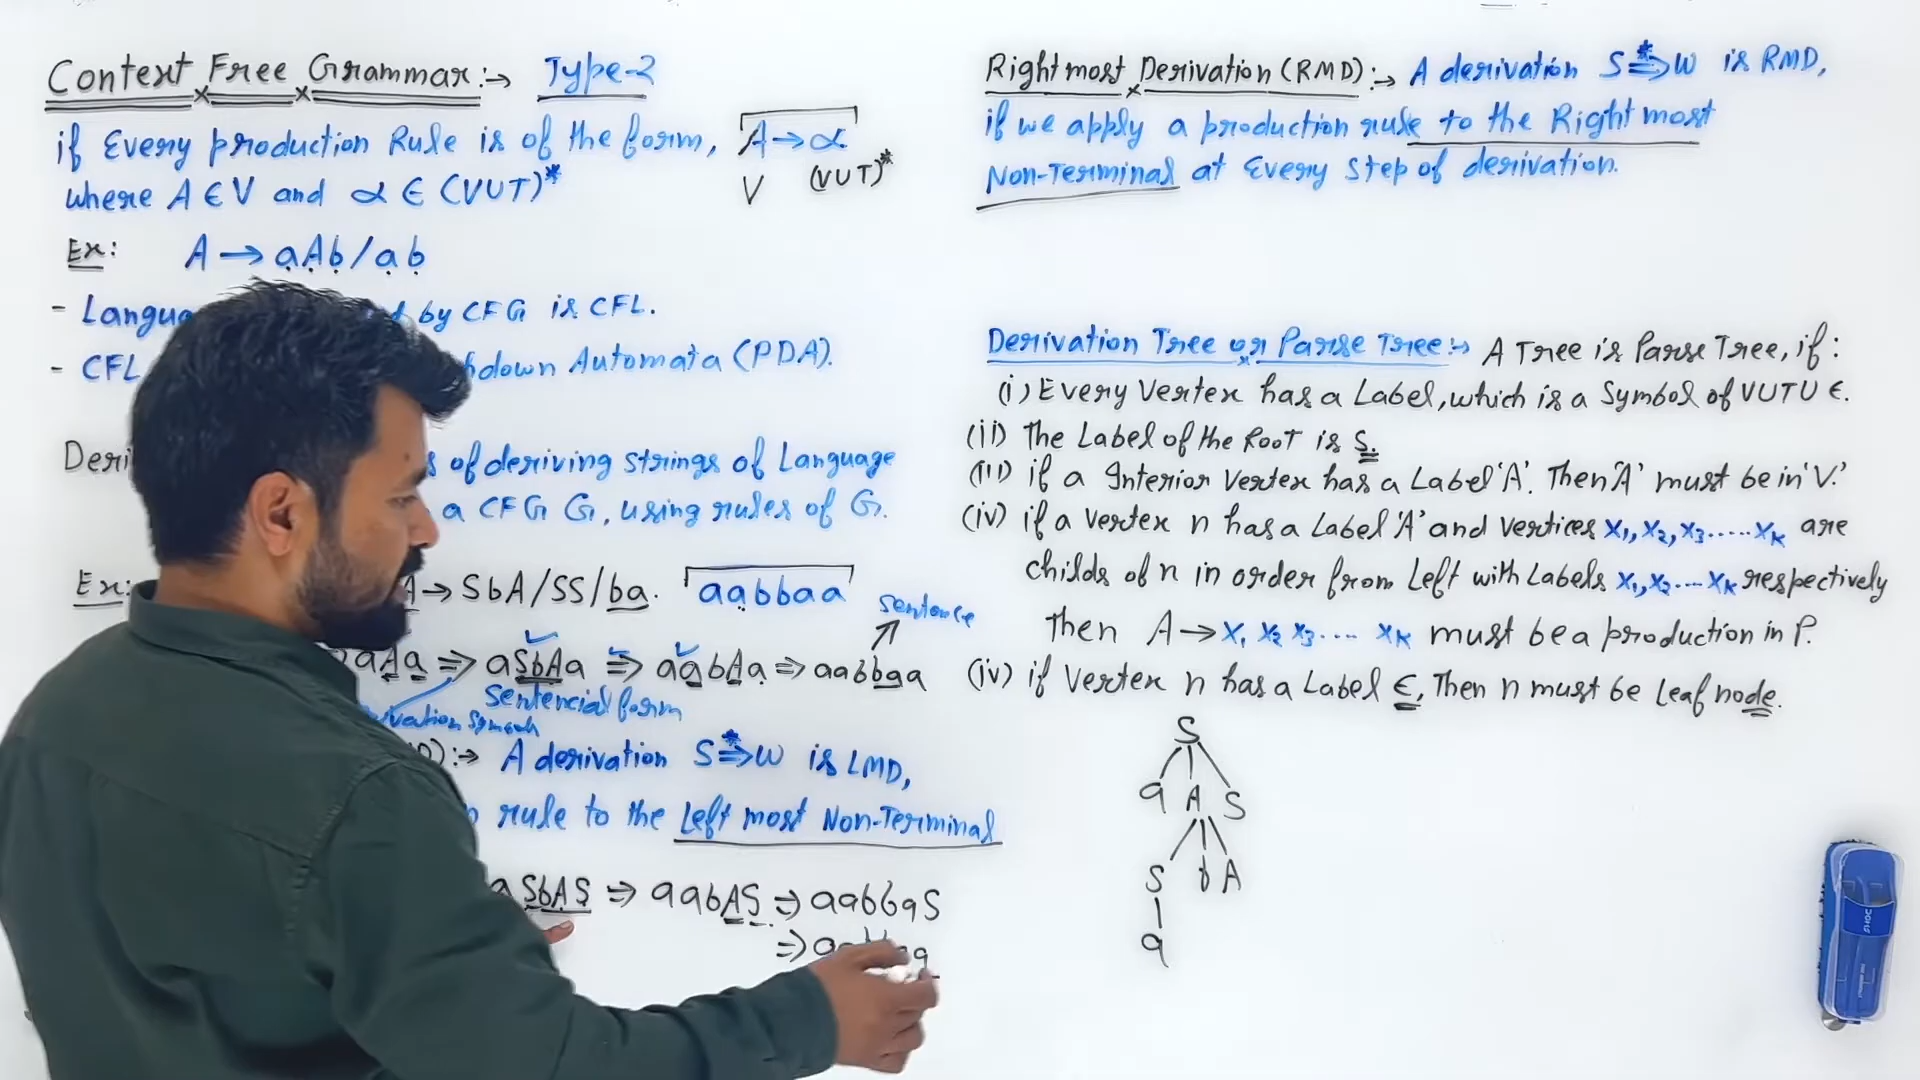 Context Free Grammar:→ Type-2
if Every production Rule is of the form, A→α
where A ∈ V and α ∈ (VUT)* V (VUT)*
Ex: A → aAb/ab
- by CFG is CFL.
- CFL Automata (PDA).
of deriving strings of Language
a CFG G, using rules of G.
Ex: → SbA/SS/ba. aabbaa
sentence
aAa ⇒ aSbAa ⇒ aabAa ⇒ aabbaa
Sentencial form
:→ A derivation S *⇒ W is LMD,
rule to the Left most Non-Terminal
a SbAS ⇒ aabAS ⇒ aabbaS
⇒
Right most Derivation (RMD):→ A derivation S *⇒ W is RMD,
if we apply a production rule to the Right most
Non-Terminal at Every Step of derivation.
Derivation Tree or Parse Tree:→ A Tree is Parse Tree, if:
(i) Every Vertex has a Label, which is a Symbol of VUTU ∈.
(ii) The Label of the Root is S.
(iii) if a Interior Vertex has a Label 'A'. Then 'A' must be in 'V.'
(iv) if a Vertex n has a Label 'A' and Vertices X1, X2, X3.....XK are
childs of n in order from Left with Labels X1, X2....XK respectively
Then A → X1 X2 X3.... XK must be a production in P.
(iv) if Vertex n has a Label ∈, Then n must be Leaf node.
S
a A S
S b A
a